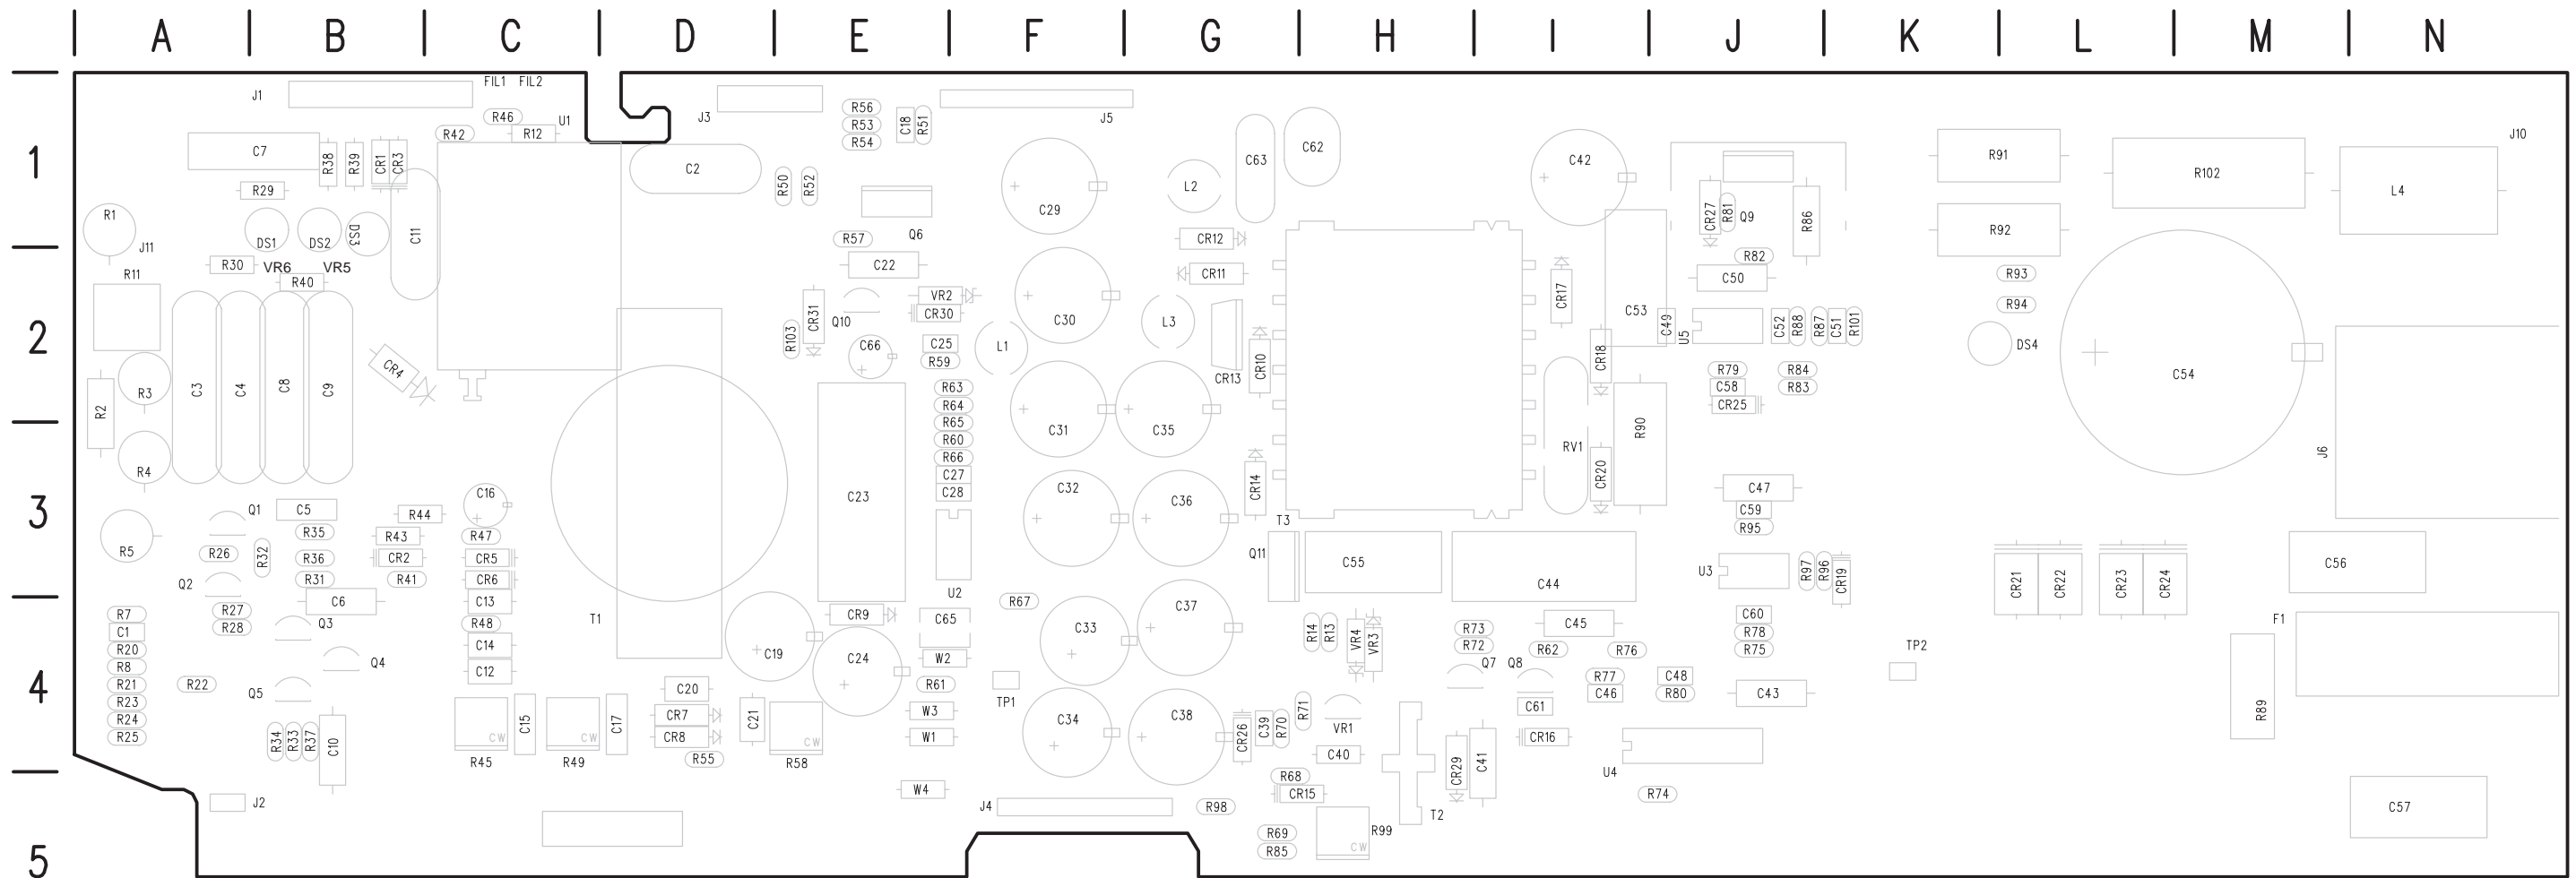 A B C D E F G H I J K L M N
FIL1 FIL2
J1
J3
J5
J10
R56
R53
R54
C18
R51
R46
R42
R12
U1
1
C7
R38
R39
CR1
CR3
C2
C63
C62
C42
R91
R102
L4
R29
R50
R52
L2
R1
C29
CR27
R81
Q9
R86
DS1
DS2
DS3
C11
J11
R57
Q6
CR12
R92
R30
VR6
VR5
R11
R40
C22
CR11
R82
C50
R93
VR2
CR30
CR31
Q10
CR17
R94
C53
2
R103
C66
C25
R59
C30
L1
L3
CR10
CR13
CR18
C49
U5
C52
R88
R87
C51
R101
DS4
C54
CR4
R3
C3
C4
C8
C9
R2
R63
R64
R65
R60
R66
C27
C28
R79
C58
CR25
R84
R83
C31
C35
RV1
R90
R4
J6
CR14
CR20
C16
C23
C32
C36
C47
C59
R95
3
Q1
C5
R44
R35
R43
R47
T3
R5
R26
R32
R36
CR2
CR5
Q11
C55
C44
U3
R97
R96
CR19
CR21
CR22
CR23
CR24
C56
Q2
R31
R41
CR6
U2
C6
C13
R67
C37
R7
R27
C1
R28
Q3
R48
T1
CR9
C65
C33
R14
R13
VR4
VR3
R73
R72
C45
C60
R78
R75
F1
TP2
R20
R8
R21
R23
R24
R25
R22
Q4
Q5
C14
C12
C19
C24
W2
R61
TP1
R62
R76
Q7
Q8
R77
C46
C48
R80
C43
4
C20
CR7
CR8
C21
W3
W1
C34
C38
R71
VR1
C61
R89
R34
R33
R37
C10
C15
CW
C17
CW
CW
CR26
C39
R70
CR16
C40
R45
R49
R55
R58
CR29
C41
U4
R68
CR15
R74
J2
W4
J4
R98
T2
R99
C57
R69
R85
CW
5